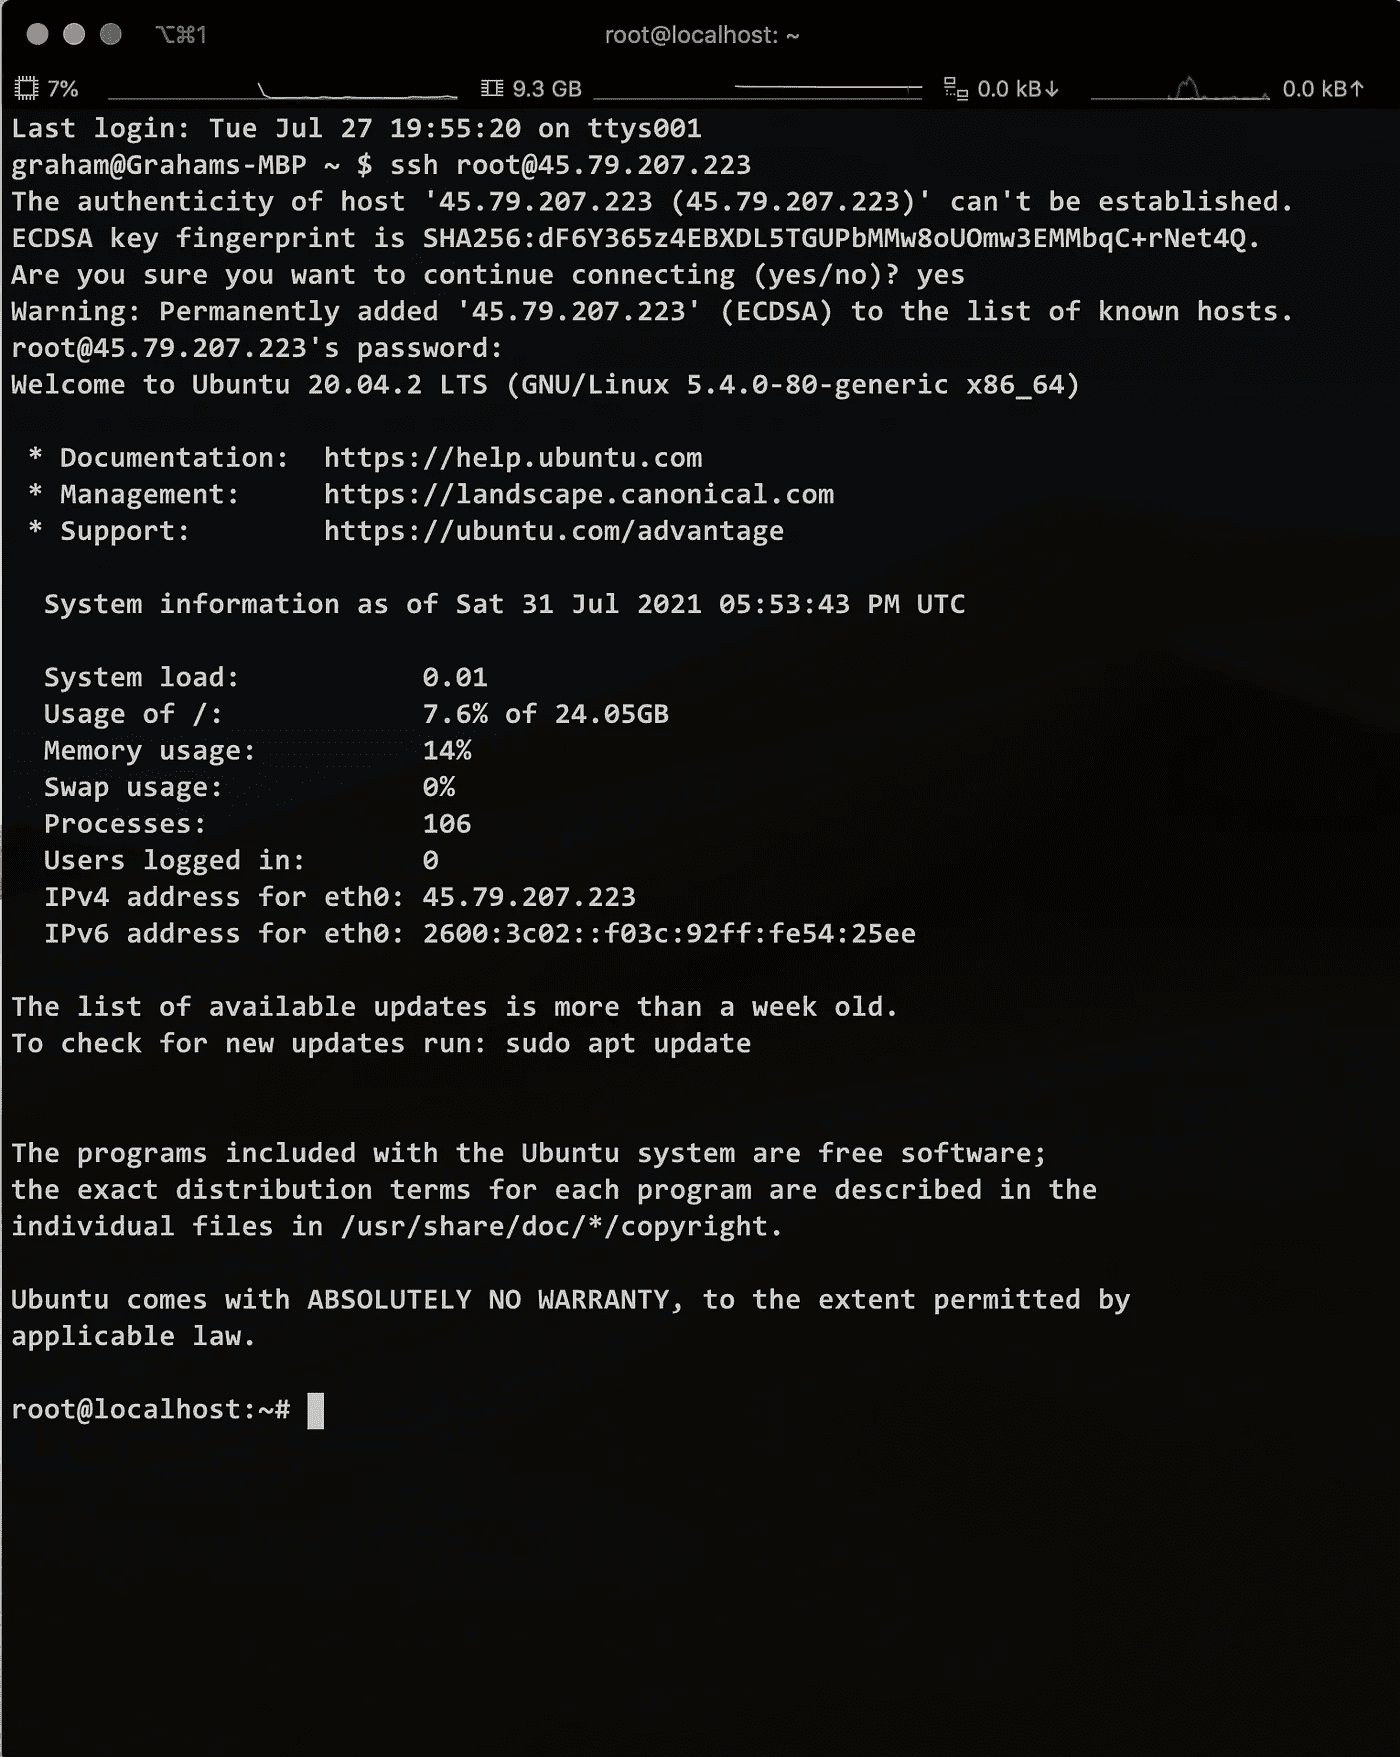 ⌥⌘1 root@localhost: ~
7% 9.3 GB 0.0 kB↓ 0.0 kB↑
Last login: Tue Jul 27 19:55:20 on ttys001
graham@Grahams-MBP ~ $ ssh root@45.79.207.223
The authenticity of host '45.79.207.223 (45.79.207.223)' can't be established.
ECDSA key fingerprint is SHA256:dF6Y365z4EBXDL5TGUPbMMw8oUOmw3EMMbqC+rNet4Q.
Are you sure you want to continue connecting (yes/no)? yes
Warning: Permanently added '45.79.207.223' (ECDSA) to the list of known hosts.
root@45.79.207.223's password:
Welcome to Ubuntu 20.04.2 LTS (GNU/Linux 5.4.0-80-generic x86_64)
* Documentation:  https://help.ubuntu.com
* Management:     https://landscape.canonical.com
* Support:        https://ubuntu.com/advantage
System information as of Sat 31 Jul 2021 05:53:43 PM UTC
System load:           0.01
Usage of /:            7.6% of 24.05GB
Memory usage:          14%
Swap usage:            0%
Processes:             106
Users logged in:       0
IPv4 address for eth0: 45.79.207.223
IPv6 address for eth0: 2600:3c02::f03c:92ff:fe54:25ee
The list of available updates is more than a week old.
To check for new updates run: sudo apt update
The programs included with the Ubuntu system are free software;
the exact distribution terms for each program are described in the
individual files in /usr/share/doc/*/copyright.
Ubuntu comes with ABSOLUTELY NO WARRANTY, to the extent permitted by
applicable law.
root@localhost:~#